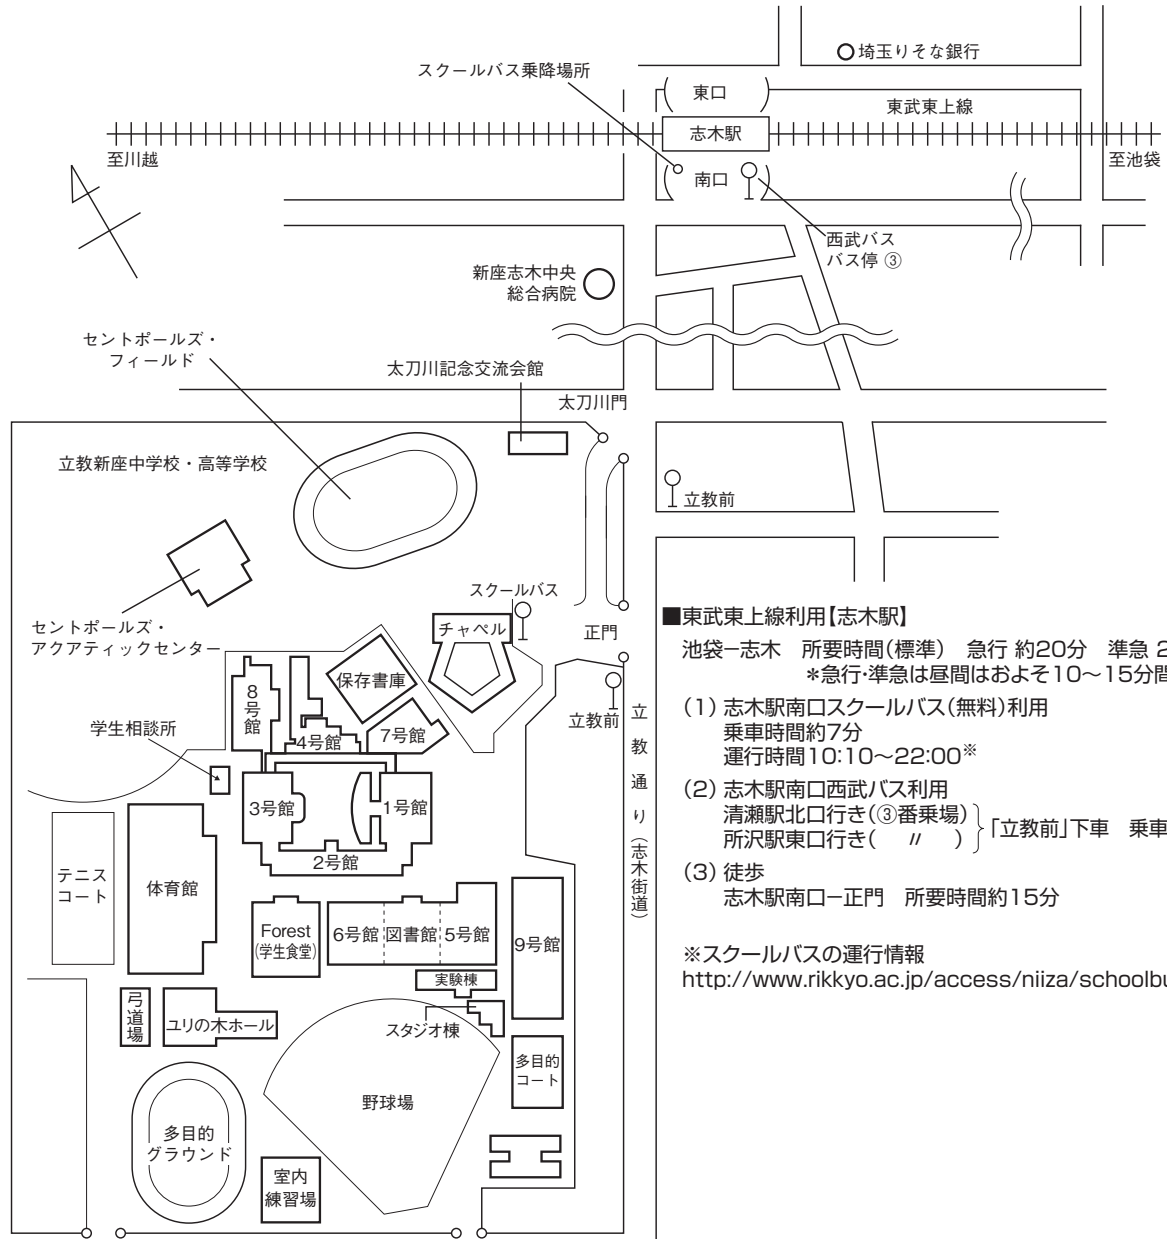 埼玉りそな銀行
スクールバス乗降場所
東口
東武東上線
志木駅
至川越
至池袋
南口
西武バス
バス停 ③
新座志木中央
総合病院
セントポールズ・
フィールド
太刀川記念交流会館
太刀川門
立教新座中学校・高等学校
立教前
スクールバス
セントポールズ・
アクアティックセンター
チャペル
正門
保存書庫
8号館
学生相談所
4号館
7号館
立教前
立教通り(志木街道)
3号館
1号館
2号館
テニス
コート
体育館
Forest
(学生食堂)
6号館
図書館
5号館
9号館
実験棟
弓道場
ユリの木ホール
スタジオ棟
多目的
コート
野球場
多目的
グラウンド
室内
練習場
■東武東上線利用【志木駅】
池袋−志木 所要時間(標準) 急行 約20分 準急 2
*急行・準急は昼間はおよそ10〜15分間
(1) 志木駅南口スクールバス(無料)利用
乗車時間約7分
運行時間10:10〜22:00※
(2) 志木駅南口西武バス利用
清瀬駅北口行き(③番乗場)
所沢駅東口行き( 〃 )
「立教前」下車 乗車
(3) 徒歩
志木駅南口−正門 所要時間約15分
※スクールバスの運行情報
http://www.rikkyo.ac.jp/access/niiza/schoolbu